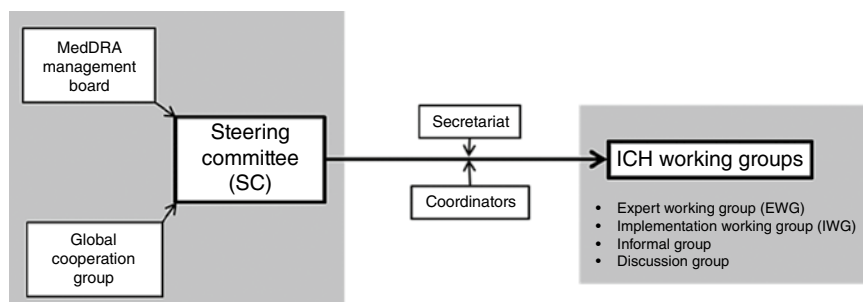 MedDRA
management
board
Steering
committee
(SC)
Global
cooperation
group
Secretariat
Coordinators
ICH working groups
• Expert working group (EWG)
• Implementation working group (IWG)
• Informal group
• Discussion group